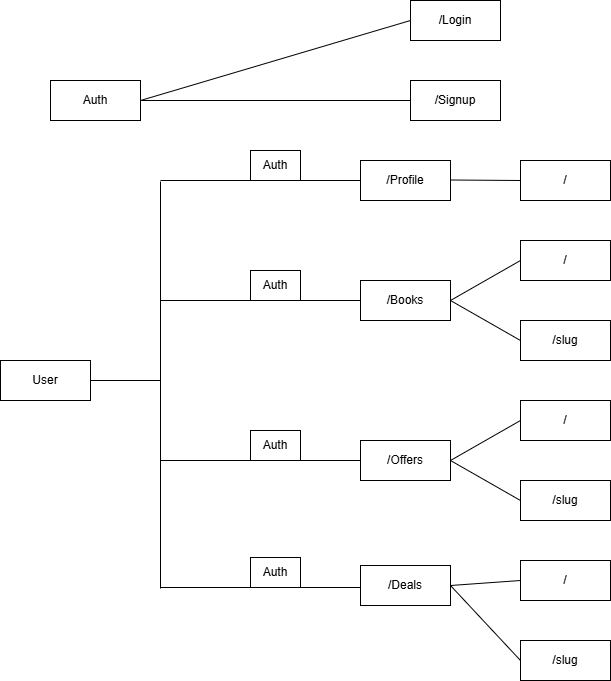 /Login
Auth
/Signup
Auth
/Profile
/
/
Auth
/Books
/slug
User
/
Auth
/Offers
/slug
Auth
/
/Deals
/slug